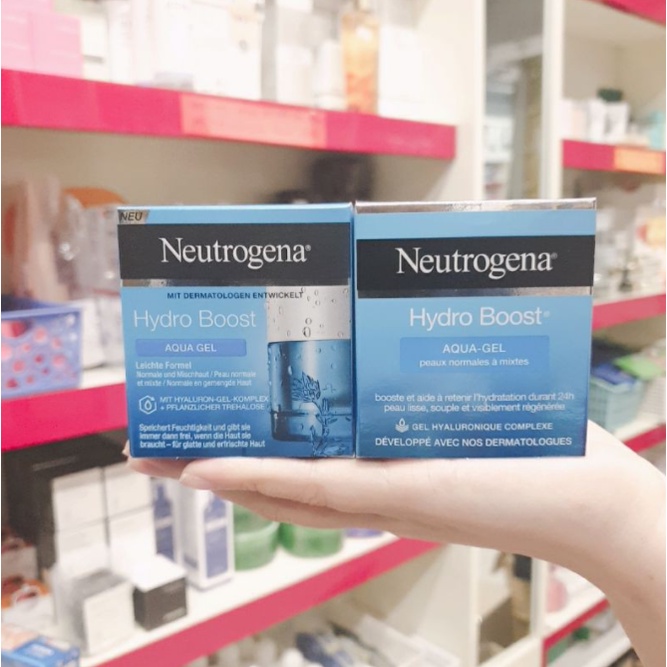 NEU
Neutrogena®
MIT DERMATOLOGEN ENTWICKELT
Hydro Boost
AQUA GEL
Leichte Formel
Normale und Mischhaut / Peau normale
et mixte / Normale en gemengde Haut
MIT HYALURON-GEL-KOMPLEX
+ PFLANZLICHER TREHALOSE
Speichert Feuchtigkeit und gibt sie
immer dann frei, wenn die Haut sie
braucht – für glatte und erfrischte Haut
Neutrogena®
Hydro Boost®
AQUA-GEL
peaux normales à mixtes
booste et aide à retenir l'hydratation durant 24h
peau lisse, souple et visiblement régénérée
GEL HYALURONIQUE COMPLEXE
DÉVELOPPÉ AVEC NOS DERMATOLOGUES